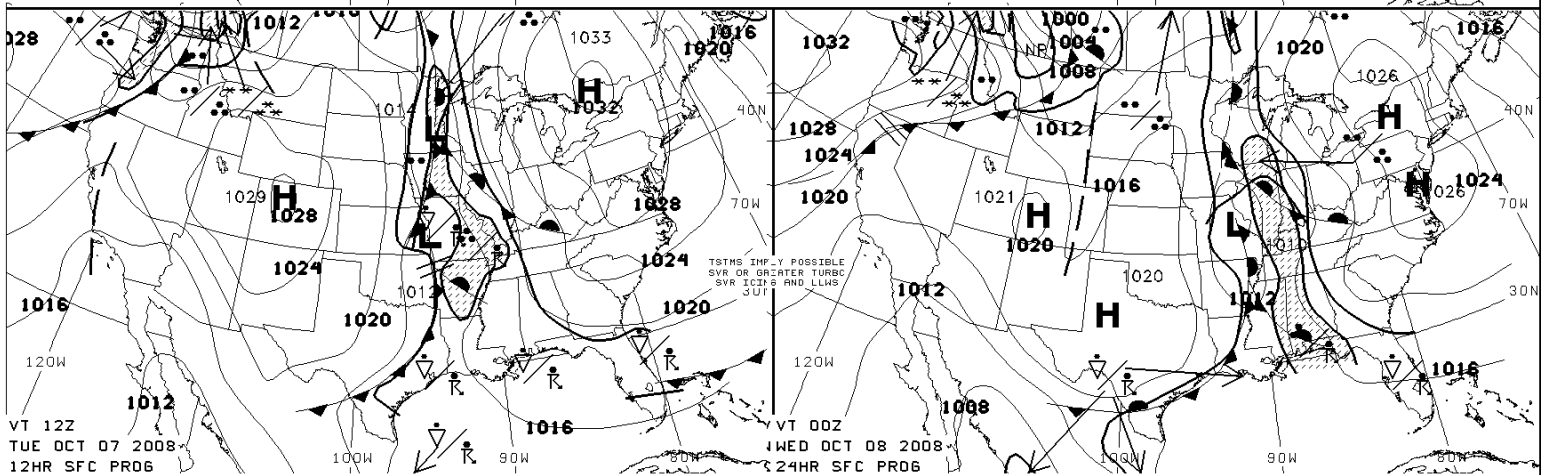 1012
1016
028
1033
1020
1016
H
1032
1014
L
40N
1029
H
1028
1028
70W
L
1024
1024
TSTMS IMPLY POSSIBLE
SVR OR GREATER TURBC
SVR ICING AND LLWS
30N
1012
1016
1020
1020
120W
1012
1016
VT 12Z
TUE OCT 07 2008
12HR SFC PROG
100W
90W
80W
1000
1004
1008
1032
1020
1016
1026
H
40N
1028
1012
1024
1016
H
1026
1024
1020
1021
H
70W
1020
L
1010
1020
1012
1012
30N
H
120W
1016
1008
VT 00Z
WED OCT 08 2008
24HR SFC PROG
100W
90W
80W